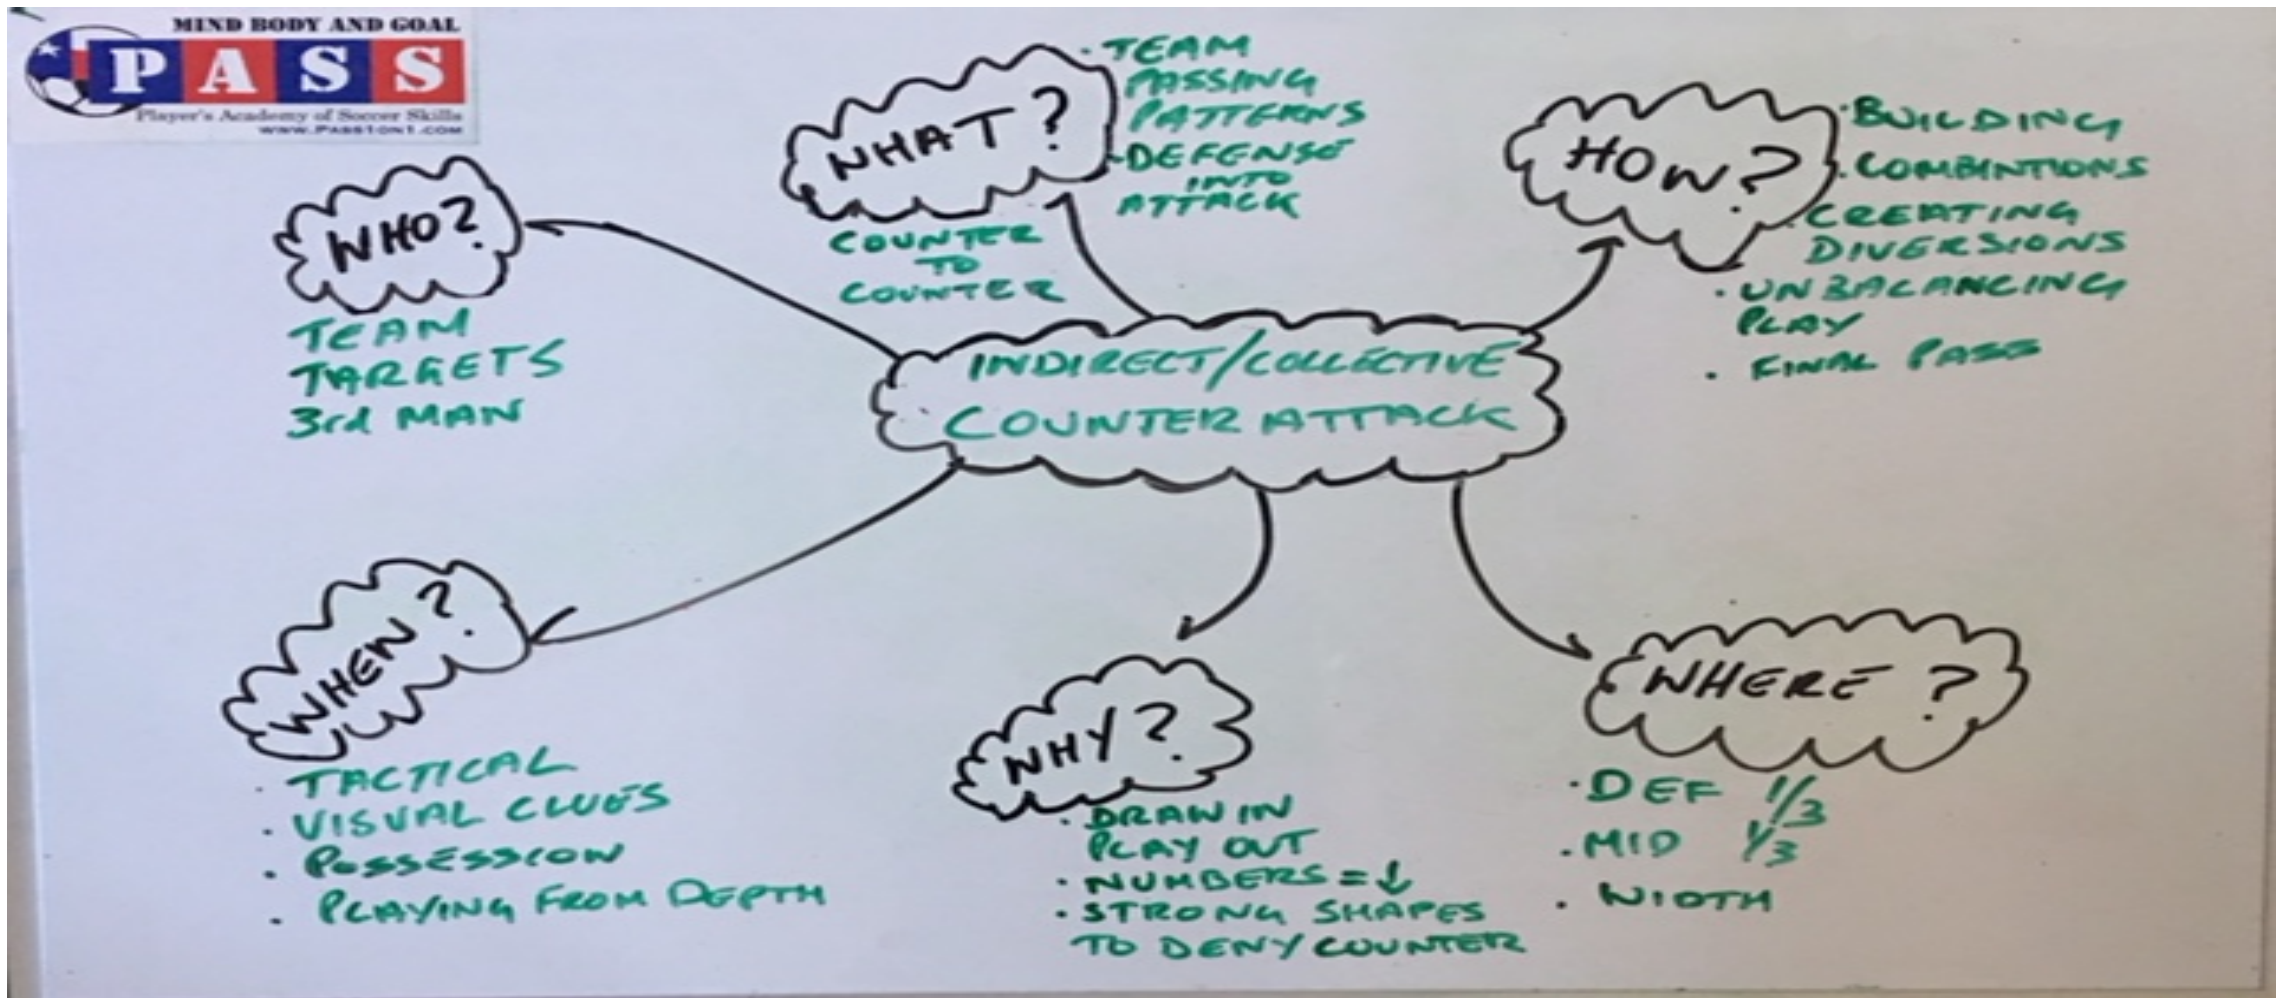 MIND BODY AND GOAL
PASS
Player's Academy of Soccer Skills
www.Pass1on1.com
WHO?
TEAM
TARGETS
3rd MAN
WHAT?
· TEAM
PASSING
PATTERNS
· DEFENSE
INTO
ATTACK
COUNTER
TO
COUNTER
HOW?
· BUILDING
· COMBINTIONS
· CREATING
DIVERSIONS
· UNBALANCING
PLAY
· FINAL PASS
INDIRECT/COLLECTIVE
COUNTER ATTACK
WHEN?
· TACTICAL
· VISUAL CLUES
· POSSESSION
· PLAYING FROM DEPTH
WHY?
· DRAW IN
PLAY OUT
· NUMBERS = ↓
· STRONG SHAPES
TO DENY COUNTER
WHERE?
· DEF 1/3
· MID 1/3
· WIDTH